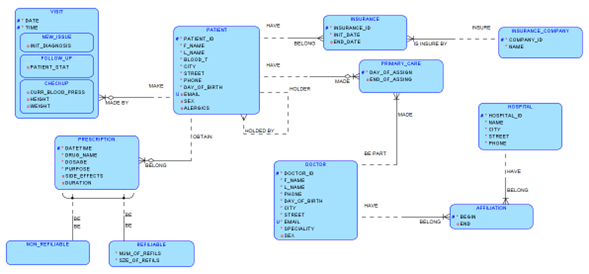 VISIT
# * DATE
# * TIME
NEW_ISSUE
o INIT_DIAGNOSIS
FOLLOW_UP
o PATIENT_STAT
CHECKUP
o CURR_BLOOD_PRESS
o HEIGHT
o WEIGHT
PATIENT
# * PATIENT_ID
* F_NAME
* L_NAME
* BLOOD_T
* CITY
* STREET
* PHONE
* DAY_OF_BIRTH
U o EMAIL
o SEX
o ALERGICS
INSURANCE
# * INSURANCE_ID
* INIT_DATE
o END_DATE
INSURANCE_COMPANY
# * COMPANY_ID
* NAME
PRIMARY_CARE
* DAY_OF_ASSIGN
o END_OF_ASSING
HOSPITAL
# * HOSPITAL_ID
* NAME
* CITY
* STREET
* PHONE
PRESCRIPTION
# * DATETIME
* DRUG_NAME
* DOSAGE
* PURPOSE
o SIDE_EFFECTS
o DURATION
DOCTOR
# * DOCTOR_ID
* F_NAME
* L_NAME
* PHONE
* DAY_OF_BIRTH
* CITY
* STREET
U * EMAIL
* SPECIALITY
o SEX
AFFILIATION
# * BEGIN
o END
NON_REFILIABLE
REFILIABLE
* NUM_OF_REFILS
* SIZE_OF_REFILS
HAVE
BELONG
INSURE
IS INSURE BY
HAVE
MADE
HOLDER
HOLDED BY
MAKE
MADE BY
OBTAIN
BELONG
MADE
BE PART
HAVE
BELONG
HAVE
BELONG
BE
BE
BE
BE